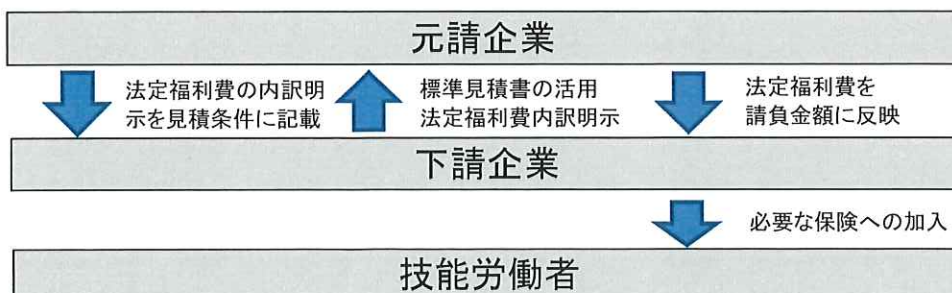 元請企業
法定福利費の内訳明
示を見積条件に記載
標準見積書の活用
法定福利費内訳明示
法定福利費を
請負金額に反映
下請企業
必要な保険への加入
技能労働者